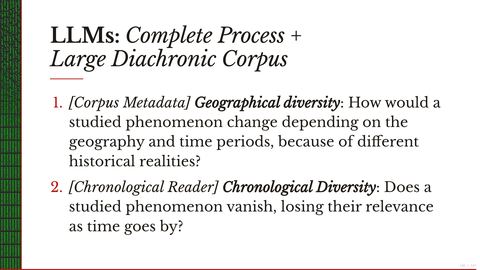 LLMs: Complete Process +
Large Diachronic Corpus
1. [Corpus Metadata] Geographical diversity: How would a
studied phenomenon change depending on the
geography and time periods, because of different
historical realities?
2. [Chronological Reader] Chronological Diversity: Does a
studied phenomenon vanish, losing their relevance
as time goes by?